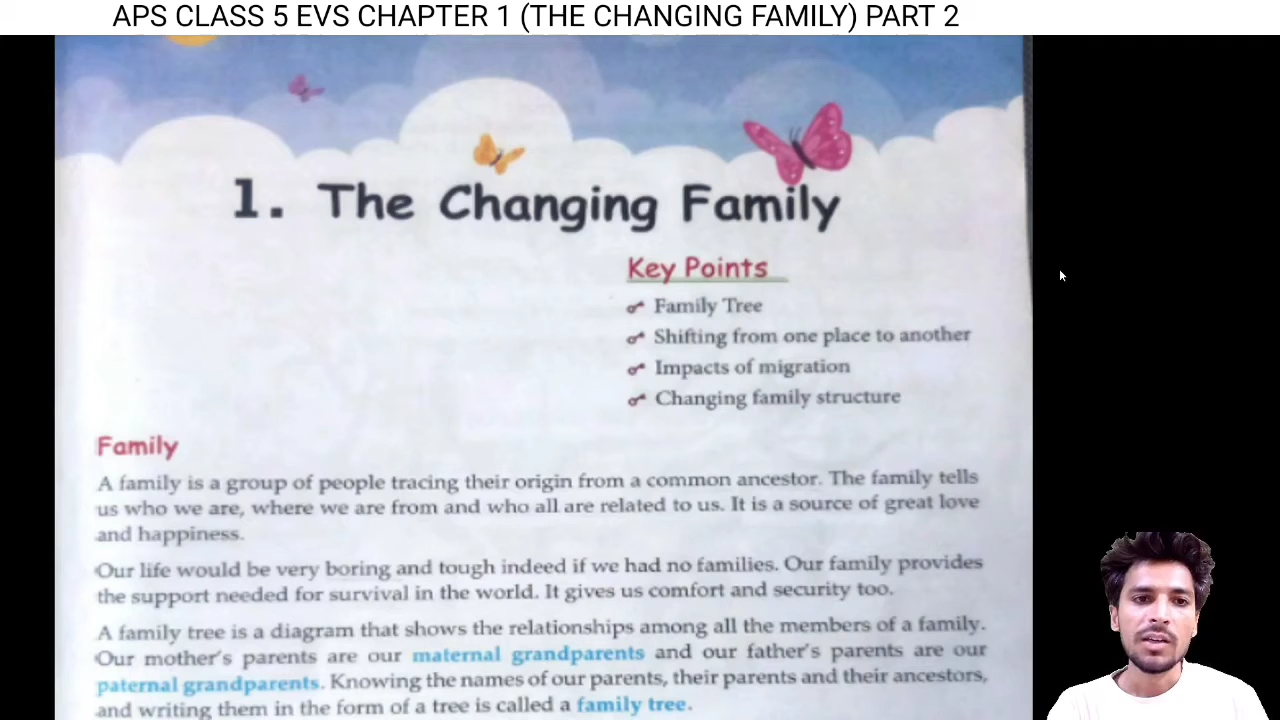 APS CLASS 5 EVS CHAPTER 1 (THE CHANGING FAMILY) PART 2
1. The Changing Family
Key Points
Family Tree
Shifting from one place to another
Impacts of migration
Changing family structure
Family
A family is a group of people tracing their origin from a common ancestor. The family tells
us who we are, where we are from and who all are related to us. It is a source of great love
and happiness.
Our life would be very boring and tough indeed if we had no families. Our family provides
the support needed for survival in the world. It gives us comfort and security too.
A family tree is a diagram that shows the relationships among all the members of a family.
Our mother's parents are our maternal grandparents and our father's parents are our
paternal grandparents. Knowing the names of our parents, their parents and their ancestors,
and writing them in the form of a tree is called a family tree.